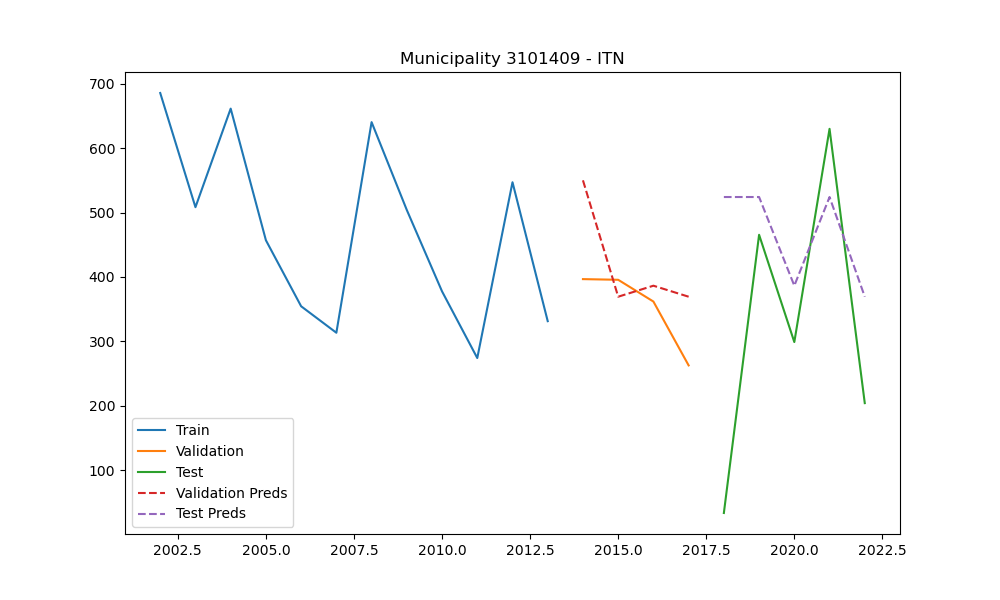 Municipality 3101409 - ITN
700
600
500
400
300
200
100
Train
Validation
Test
Validation Preds
Test Preds
2002.5 2005.0 2007.5 2010.0 2012.5 2015.0 2017.5 2020.0 2022.5